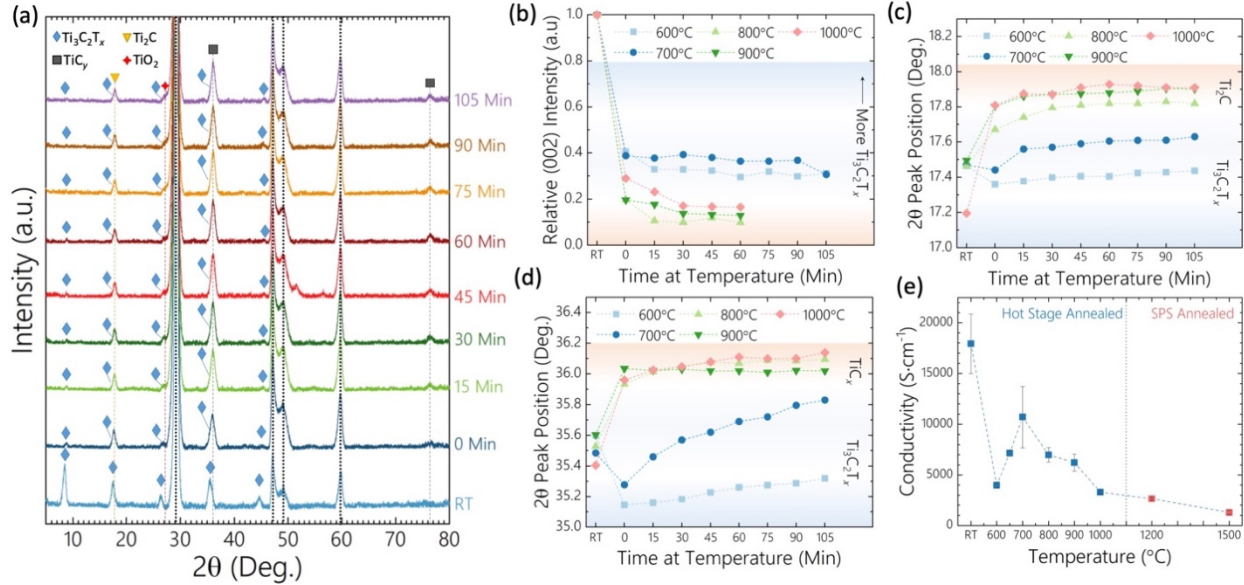 (a)
Ti₃C₂Tₓ
Ti₂C
TiCᵧ
TiO₂
105 Min
90 Min
75 Min
60 Min
45 Min
30 Min
15 Min
0 Min
RT
Intensity (a.u.)
10 20 30 40 50 60 70 80
2θ (Deg.)
(b)
Relative (002) Intensity (a.u)
1.0
0.8
0.6
0.4
0.2
0.0
600°C 800°C 1000°C
700°C 900°C
More Ti₃C₂Tₓ
RT 0 15 30 45 60 75 90 105
Time at Temperature (Min)
(c)
2θ Peak Position (Deg.)
18.2
18.0
17.8
17.6
17.4
17.2
17.0
600°C 800°C 1000°C
700°C 900°C
Ti₂C
Ti₃C₂Tₓ
RT 0 15 30 45 60 75 90 105
Time at Temperature (Min)
(d)
2θ Peak Position (Deg.)
36.4
36.2
36.0
35.8
35.6
35.4
35.2
35.0
600°C 800°C 1000°C
700°C 900°C
TiCₓ
Ti₃C₂Tₓ
RT 0 15 30 45 60 75 90 105
Time at Temperature (Min)
(e)
Conductivity (S·cm⁻¹)
20000
15000
10000
5000
0
Hot Stage Annealed
SPS Annealed
RT 600 700 800 900 1000 1200 1500
Temperature (°C)